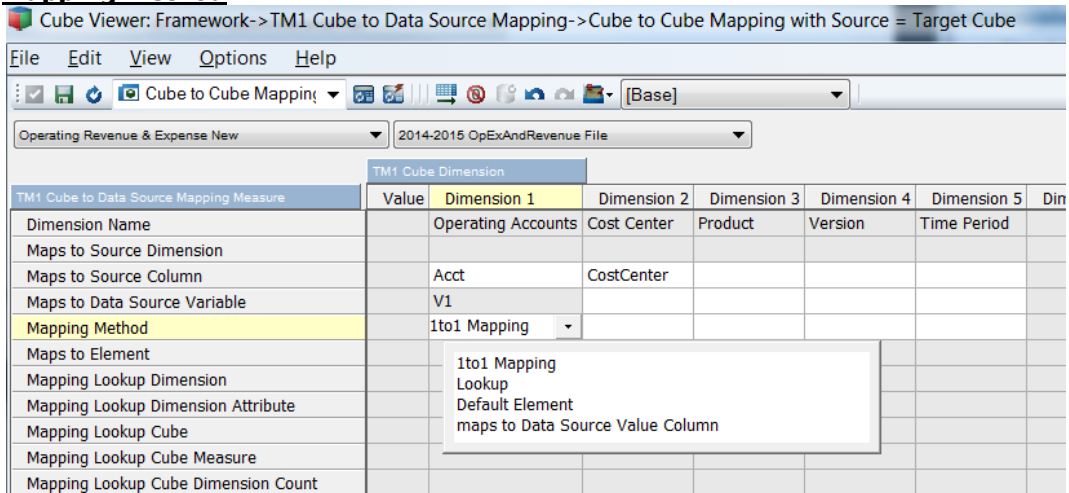 Cube Viewer: Framework->TM1 Cube to Data Source Mapping->Cube to Cube Mapping with Source = Target Cube
File Edit View Options Help
Cube to Cube Mapping [Base]
Operating Revenue & Expense New 2014-2015 OpExAndRevenue File
TM1 Cube Dimension
TM1 Cube to Data Source Mapping Measure Value Dimension 1 Dimension 2 Dimension 3 Dimension 4 Dimension 5 Dim
Dimension Name Operating Accounts Cost Center Product Version Time Period
Maps to Source Dimension
Maps to Source Column Acct CostCenter
Maps to Data Source Variable V1
Mapping Method 1to1 Mapping
Maps to Element
1to1 Mapping
Lookup
Default Element
maps to Data Source Value Column
Mapping Lookup Dimension
Mapping Lookup Dimension Attribute
Mapping Lookup Cube
Mapping Lookup Cube Measure
Mapping Lookup Cube Dimension Count